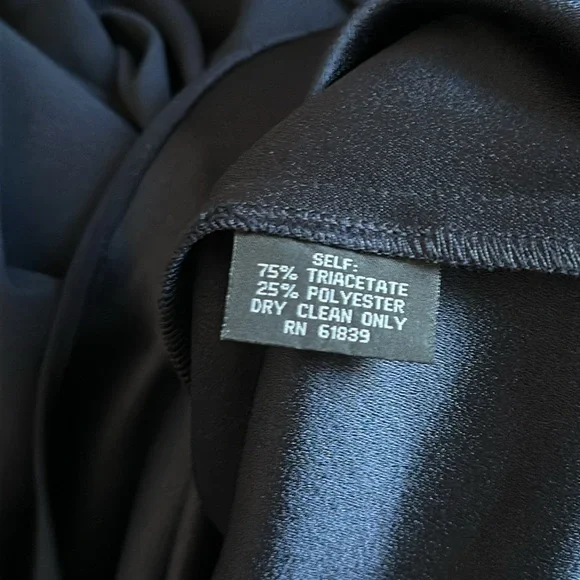 SELF:
75% TRIACETATE
25% POLYESTER
DRY CLEAN ONLY
RN 61839